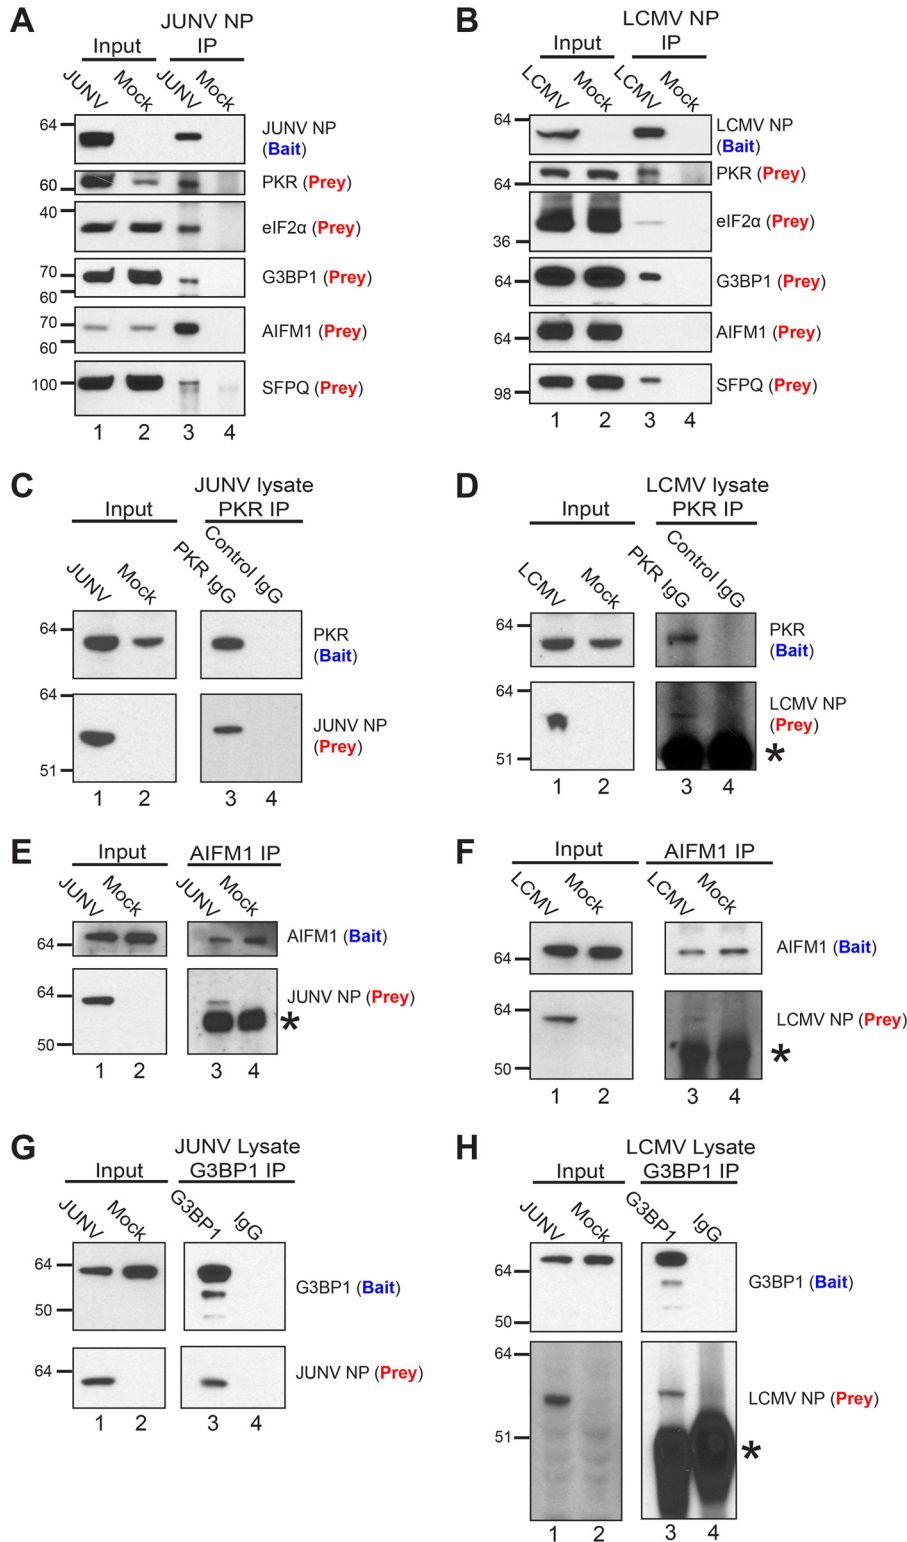 A
JUNV NP
Input IP
JUNV Mock JUNV Mock
64
JUNV NP
(Bait)
60
PKR (Prey)
40
eIF2α (Prey)
70
60
G3BP1 (Prey)
70
60
AIFM1 (Prey)
100
SFPQ (Prey)
1 2 3 4
B
LCMV NP
Input IP
LCMV Mock LCMV Mock
64
LCMV NP
(Bait)
64
PKR (Prey)
36
eIF2α (Prey)
64
G3BP1 (Prey)
64
AIFM1 (Prey)
98
SFPQ (Prey)
1 2 3 4
C
JUNV lysate
Input PKR IP
JUNV Mock PKR IgG Control IgG
64
PKR
(Bait)
64
51
JUNV NP
(Prey)
1 2 3 4
D
LCMV lysate
Input PKR IP
LCMV Mock PKR IgG Control IgG
64
PKR
(Bait)
64
51
LCMV NP
(Prey)
*
1 2 3 4
E
Input AIFM1 IP
JUNV Mock JUNV Mock
64
AIFM1 (Bait)
64
50
JUNV NP (Prey)
*
1 2 3 4
F
Input AIFM1 IP
LCMV Mock LCMV Mock
64
AIFM1 (Bait)
64
50
LCMV NP (Prey)
*
1 2 3 4
G
JUNV Lysate
Input G3BP1 IP
JUNV Mock G3BP1 IgG
64
50
G3BP1 (Bait)
64
JUNV NP (Prey)
1 2 3 4
H
LCMV Lysate
Input G3BP1 IP
JUNV Mock G3BP1 IgG
64
50
G3BP1 (Bait)
64
51
LCMV NP (Prey)
*
1 2 3 4